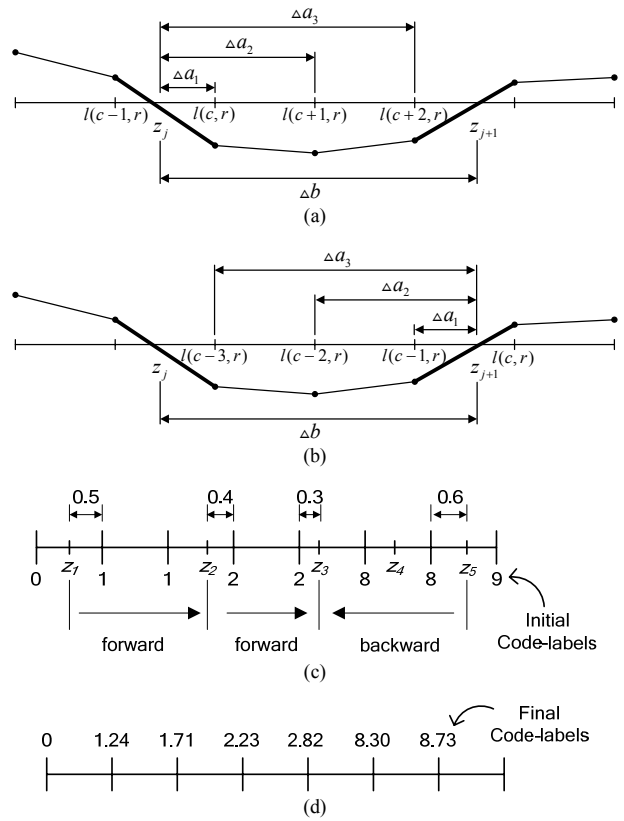 △a₃
△a₂
△a₁
l(c−1,r) l(c,r) l(c+1,r) l(c+2,r)
zⱼ zⱼ₊₁
△b
(a)
△a₃
△a₂
△a₁
l(c−3,r) l(c−2,r) l(c−1,r) l(c,r)
zⱼ zⱼ₊₁
△b
(b)
0.5 0.4 0.3 0.6
0 z₁ 1 1 z₂ 2 2 z₃ 8 z₄ 8 z₅ 9
forward forward backward
Initial
Code-labels
(c)
Final
Code-labels
0 1.24 1.71 2.23 2.82 8.30 8.73
(d)